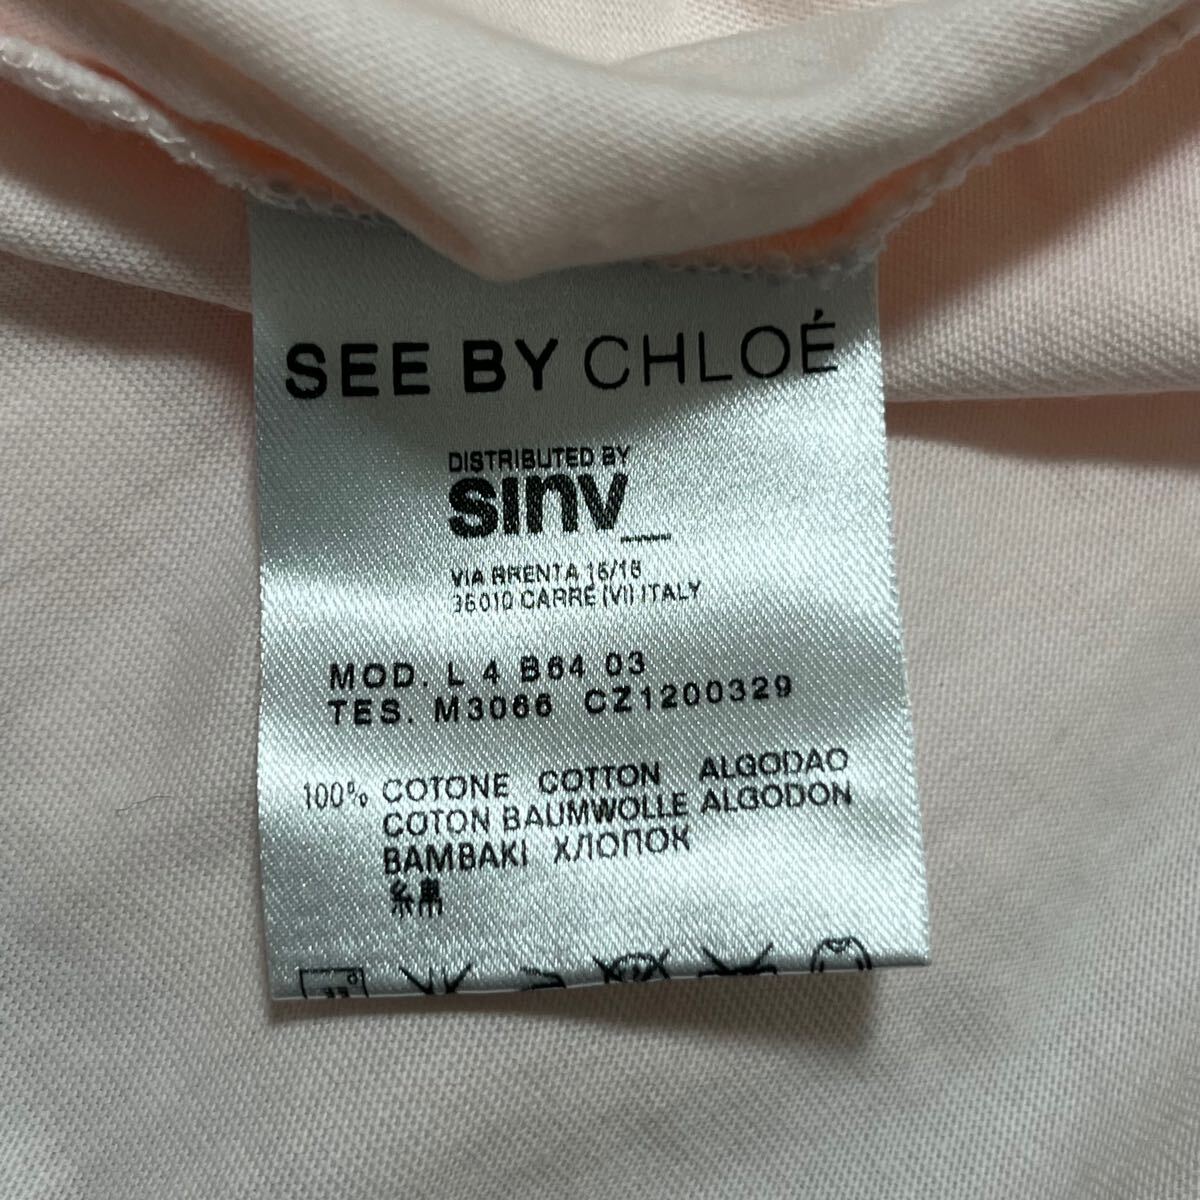 SEE BY CHLOÉ
DISTRIBUTED BY
sinv_
VIA BRENTA 16/18
36010 CARRÈ (VI) ITALY
MOD. L 4 B64 03
TES. M3066 CZ1200329
100% COTONE COTTON ALGODAO
COTON BAUMWOLLE ALGODON
BAMBAKI ХЛОПОК